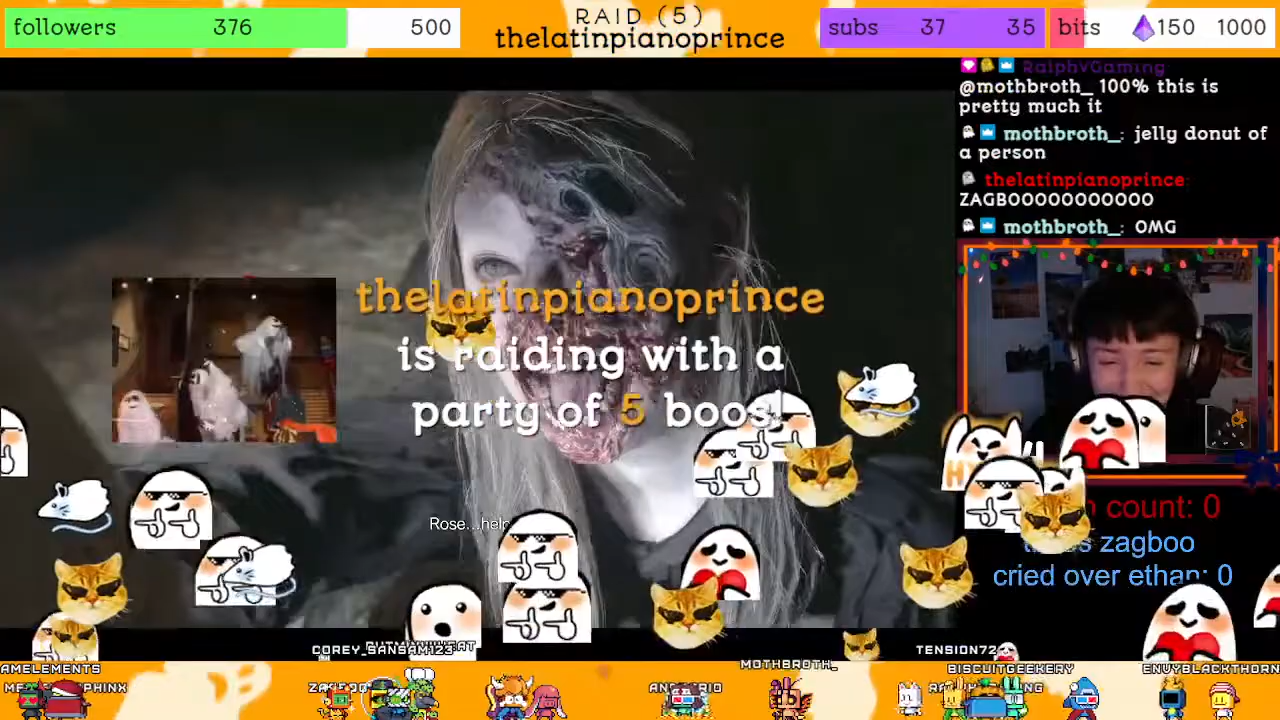 followers 376 500
RAID (5)
thelatinpianoprince
subs 37 35
bits 150 1000
RalphVGaming
@mothbroth_ 100% this is
pretty much it
mothbroth_: jelly donut of
a person
thelatinpianoprince:
ZAGBOOOOOOOOOOO
mothbroth_: OMG
thelatinpianoprince
is raiding with a
party of 5 boos!
Rose...help
count: 0
zagboo
cried over ethan: 0
COREY_SANSAM123
TENSION72
MOTHBROTH_
BISCUITGEEKERY
ENVYBLACKTHORN